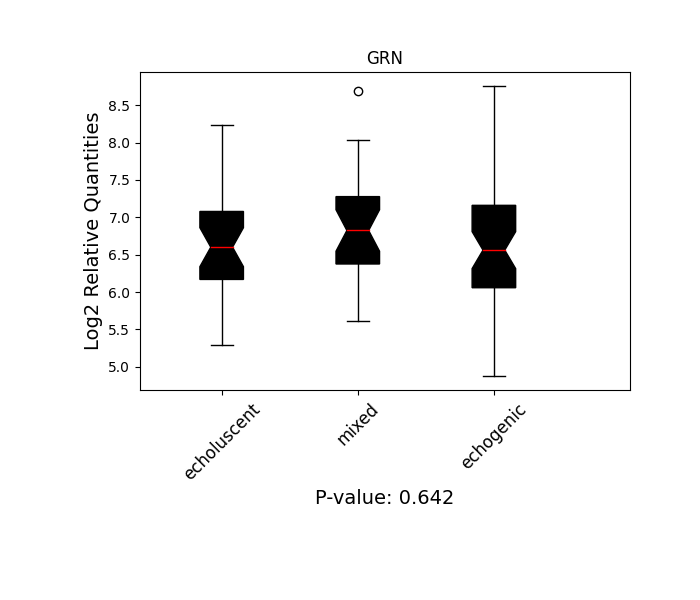 GRN
Log2 Relative Quantities
8.5
8.0
7.5
7.0
6.5
6.0
5.5
5.0
echoluscent
mixed
echogenic
P-value: 0.642